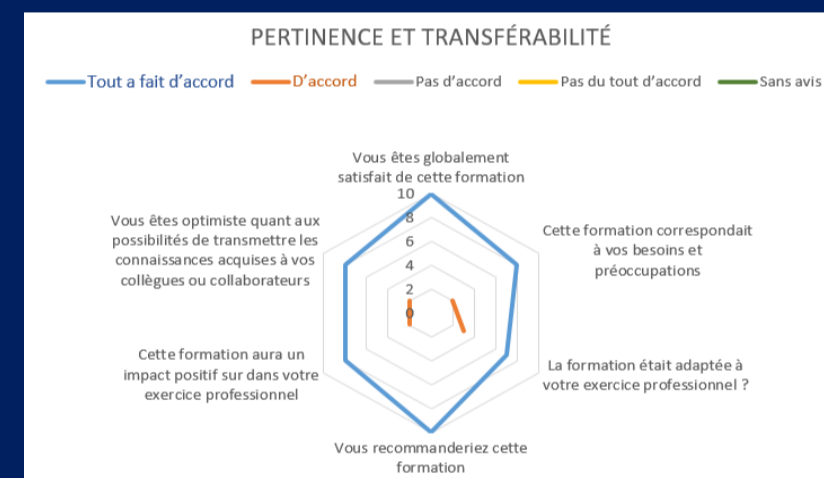 PERTINENCE ET TRANSFÉRABILITÉ
Tout a fait d'accord
D'accord
Pas d'accord
Pas du tout d'accord
Sans avis
Vous êtes globalement
satisfait de cette formation
10
8
6
4
2
0
Cette formation correspondait
à vos besoins et
préoccupations
La formation était adaptée à
votre exercice professionnel ?
Vous recommanderiez cette
formation
Cette formation aura un
impact positif sur dans votre
exercice professionnel
Vous êtes optimiste quant aux
possibilités de transmettre les
connaissances acquises à vos
collègues ou collaborateurs